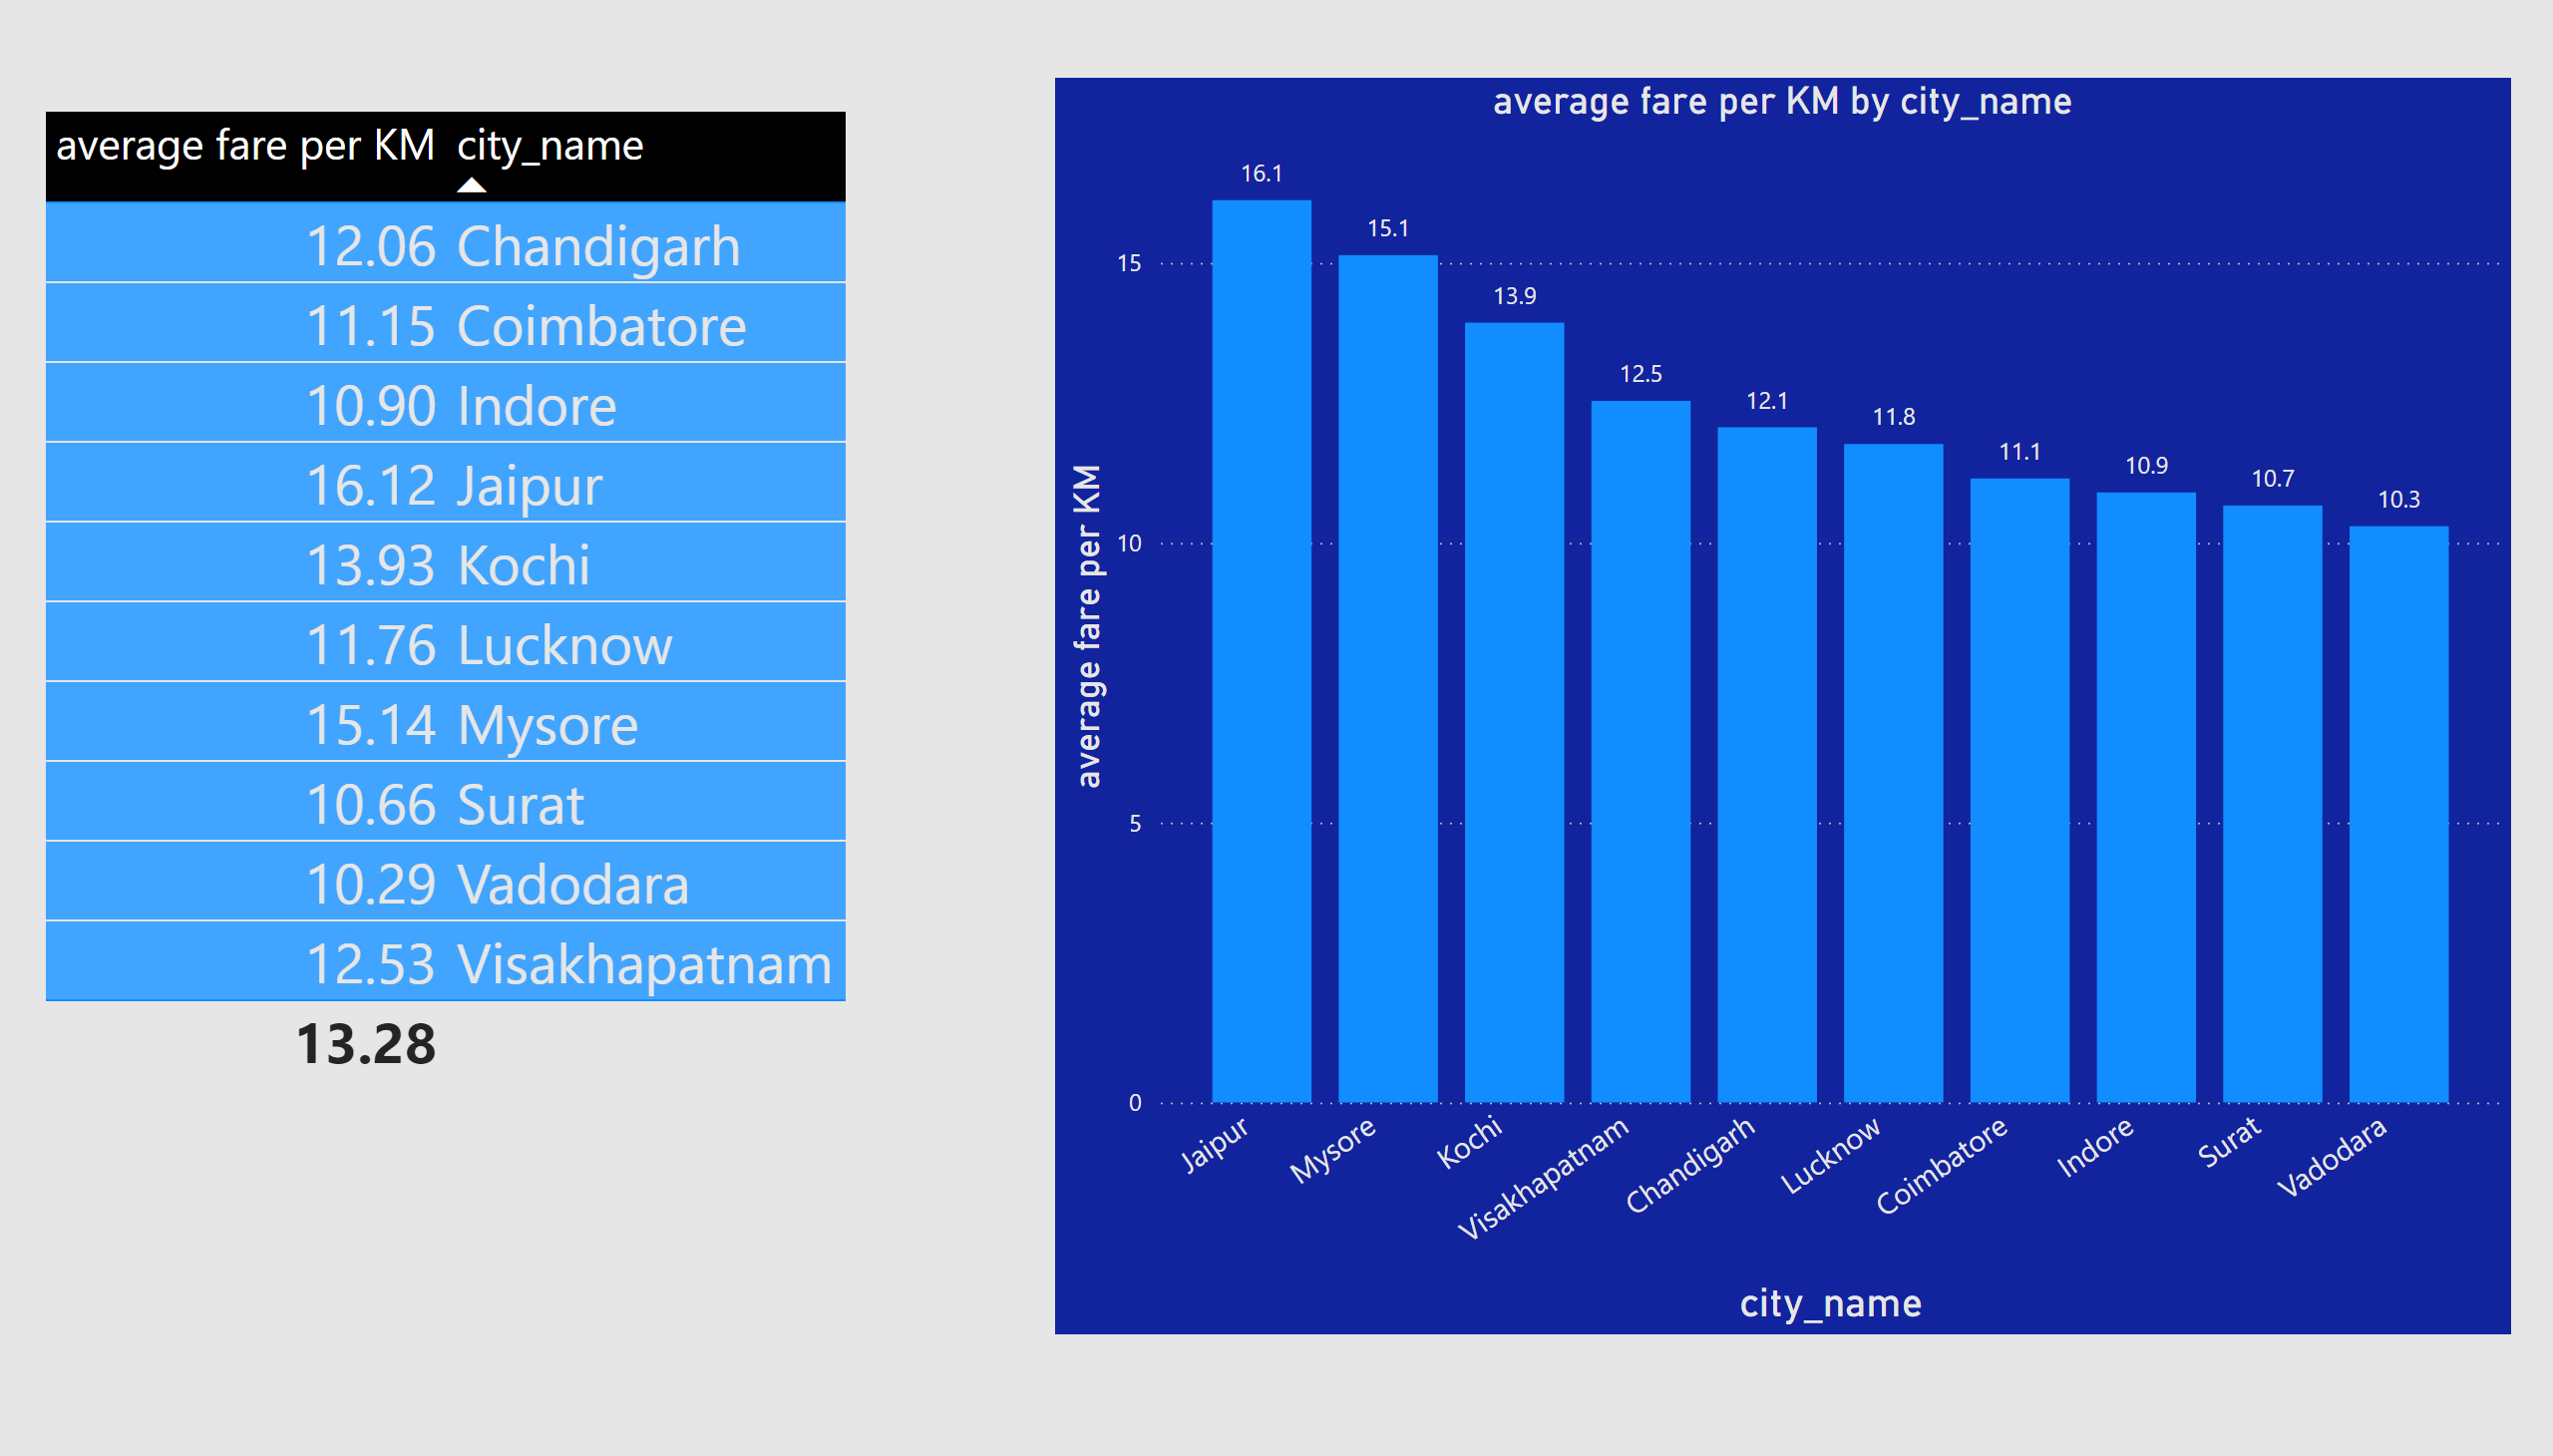 average fare per KM city_name
12.06 Chandigarh
11.15 Coimbatore
10.90 Indore
16.12 Jaipur
13.93 Kochi
11.76 Lucknow
15.14 Mysore
10.66 Surat
10.29 Vadodara
12.53 Visakhapatnam
13.28
average fare per KM by city_name
average fare per KM
15
10
5
0
16.1
15.1
13.9
12.5
12.1
11.8
11.1
10.9
10.7
10.3
Jaipur
Mysore
Kochi
Visakhapatnam
Chandigarh
Lucknow
Coimbatore
Indore
Surat
Vadodara
city_name